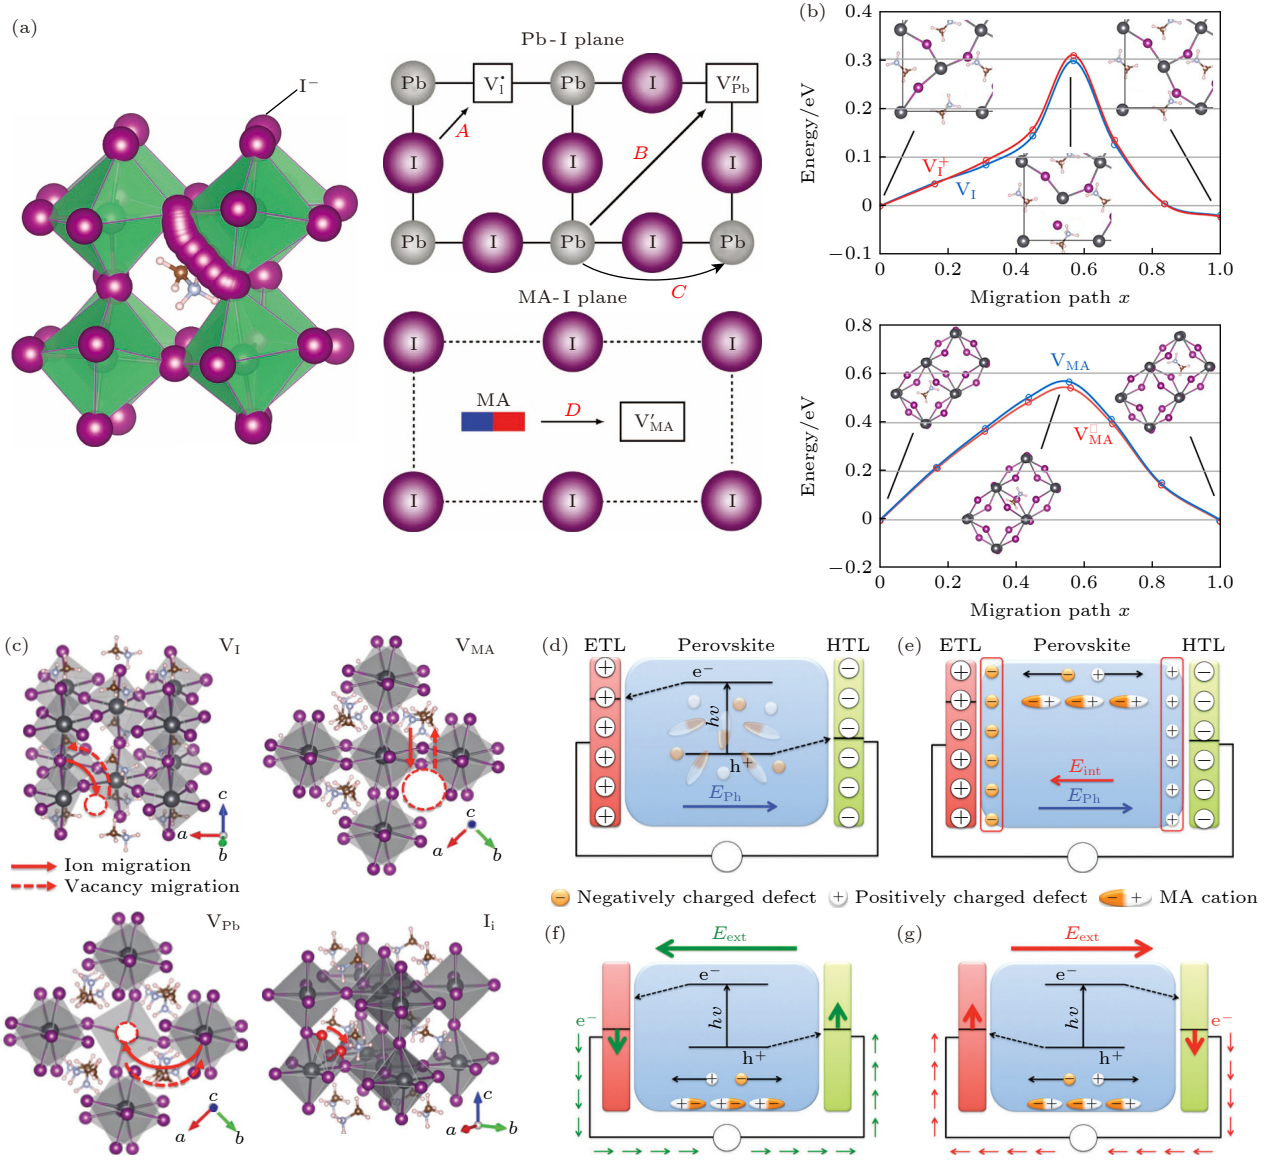 (a)
I⁻
Pb-I plane
Pb V_I^• Pb I V″_Pb
A
B
I I I
Pb I Pb I Pb
C
MA-I plane
I I I
MA
D
V′_MA
I I I
(b)
Energy/eV
0.4
0.3
0.2
0.1
0
−0.1
V_I^+
V_I
0 0.2 0.4 0.6 0.8 1.0
Migration path x
Energy/eV
0.8
0.6
0.4
0.2
0
−0.2
V_MA
V_MA^□
0 0.2 0.4 0.6 0.8 1.0
Migration path x
(c)
V_I
c
a
b
V_MA
c
a
b
Ion migration
Vacancy migration
V_Pb
c
a
b
I_i
c
a
b
(d)
ETL Perovskite HTL
e⁻
hν
h⁺
E_Ph
+ + + + + +
− − − − − −
(e)
ETL Perovskite HTL
− +
− + − + − +
E_int
E_Ph
+ + + + + +
− − − − − −
+ + + + + +
− − − − − −
− Negatively charged defect + Positively charged defect − + MA cation
(f)
E_ext
e⁻
hν
h⁺
e⁻
+ −
+ − + − + −
(g)
E_ext
e⁻
hν
h⁺
e⁻
− +
− + − + − +